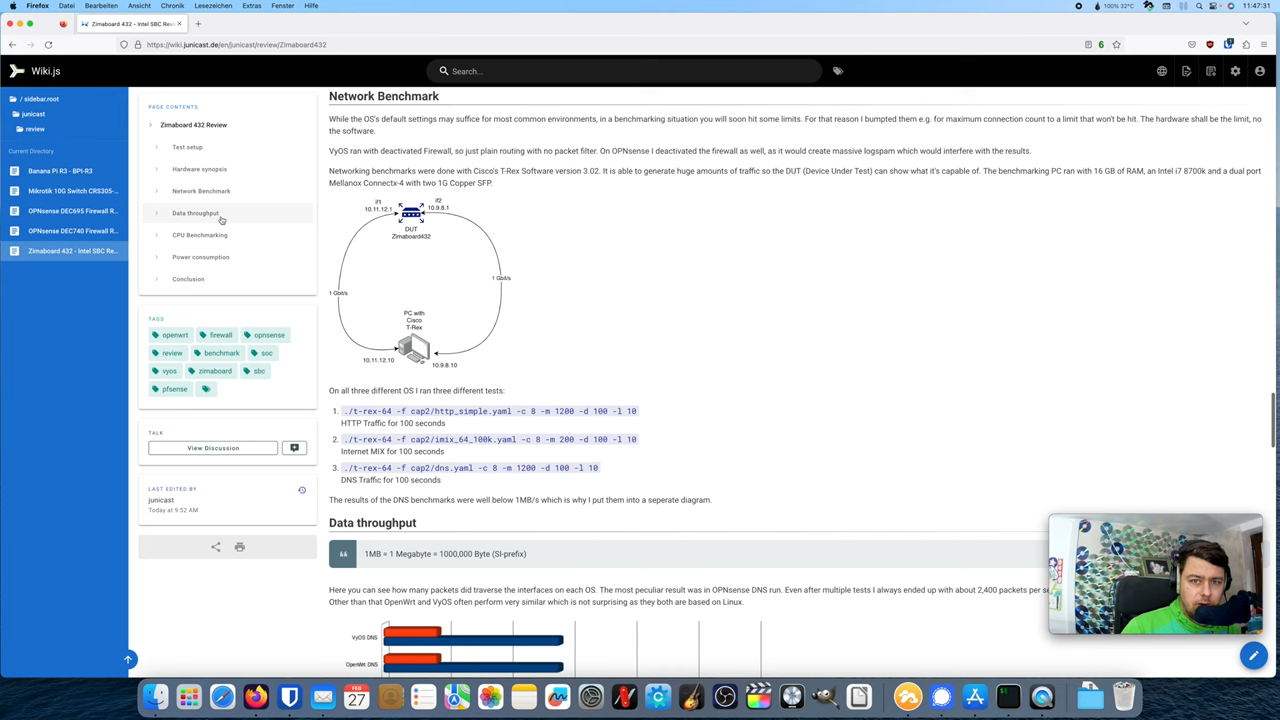 Firefox Datei Bearbeiten Ansicht Chronik Lesezeichen Extras Fenster Hilfe
100% 32°C
11:47:31
Zimaboard 432 - Intel SBC Rev
https://wiki.junicast.de/en/junicast/review/Zimaboard432
6
Wiki.js
Search...
/ sidebar.root
junicast
review
Current Directory
Banana Pi R3 - BPI-R3
Mikrotik 10G Switch CRS305-...
OPNsense DEC695 Firewall R...
OPNsense DEC740 Firewall R...
Zimaboard 432 - Intel SBC Re...
PAGE CONTENTS
Zimaboard 432 Review
Test setup
Hardware synopsis
Network Benchmark
Data throughput
CPU Benchmarking
Power consumption
Conclusion
TAGS
openwrt firewall opnsense
review benchmark soc
vyos zimaboard sbc
pfsense
TALK
View Discussion
LAST EDITED BY
junicast
Today at 9:52 AM
Network Benchmark
While the OS's default settings may suffice for most common environments, in a benchmarking situation you will soon hit some limits. For that reason I bumped them e.g. for maximum connection count to a limit that won't be hit. The hardware shall be the limit, no
the software.
VyOS ran with deactivated Firewall, so just plain routing with no packet filter. On OPNsense I deactivated the firewall as well, as it would create massive logspam which would interfere with the results.
Networking benchmarks were done with Cisco's T-Rex Software version 3.02. It is able to generate huge amounts of traffic so the DUT (Device Under Test) can show what it's capable of. The benchmarking PC ran with 16 GB of RAM, an Intel i7 8700k and a dual port
Mellanox Connectx-4 with two 1G Copper SFP.
if1
10.11.12.1
if2
10.9.8.1
DUT
Zimaboard432
1 Gbit/s
1 Gbit/s
PC with
Cisco
T-Rex
10.11.12.10
10.9.8.10
On all three different OS I ran three different tests:
1. ./t-rex-64 -f cap2/http_simple.yaml -c 8 -m 1200 -d 100 -l 10
HTTP Traffic for 100 seconds
2. ./t-rex-64 -f cap2/imix_64_100k.yaml -c 8 -m 200 -d 100 -l 10
Internet MIX for 100 seconds
3. ./t-rex-64 -f cap2/dns.yaml -c 8 -m 1200 -d 100 -l 10
DNS Traffic for 100 seconds
The results of the DNS benchmarks were well below 1MB/s which is why I put them into a seperate diagram.
Data throughput
1MB = 1 Megabyte = 1000,000 Byte (SI-prefix)
Here you can see how many packets did traverse the interfaces on each OS. The most peculiar result was in OPNsense DNS run. Even after multiple tests I always ended up with about 2,400 packets per se
Other than that OpenWrt and VyOS often perform very similar which is not surprising as they both are based on Linux.
VyOS DNS
OpenWrt DNS
FEB
27